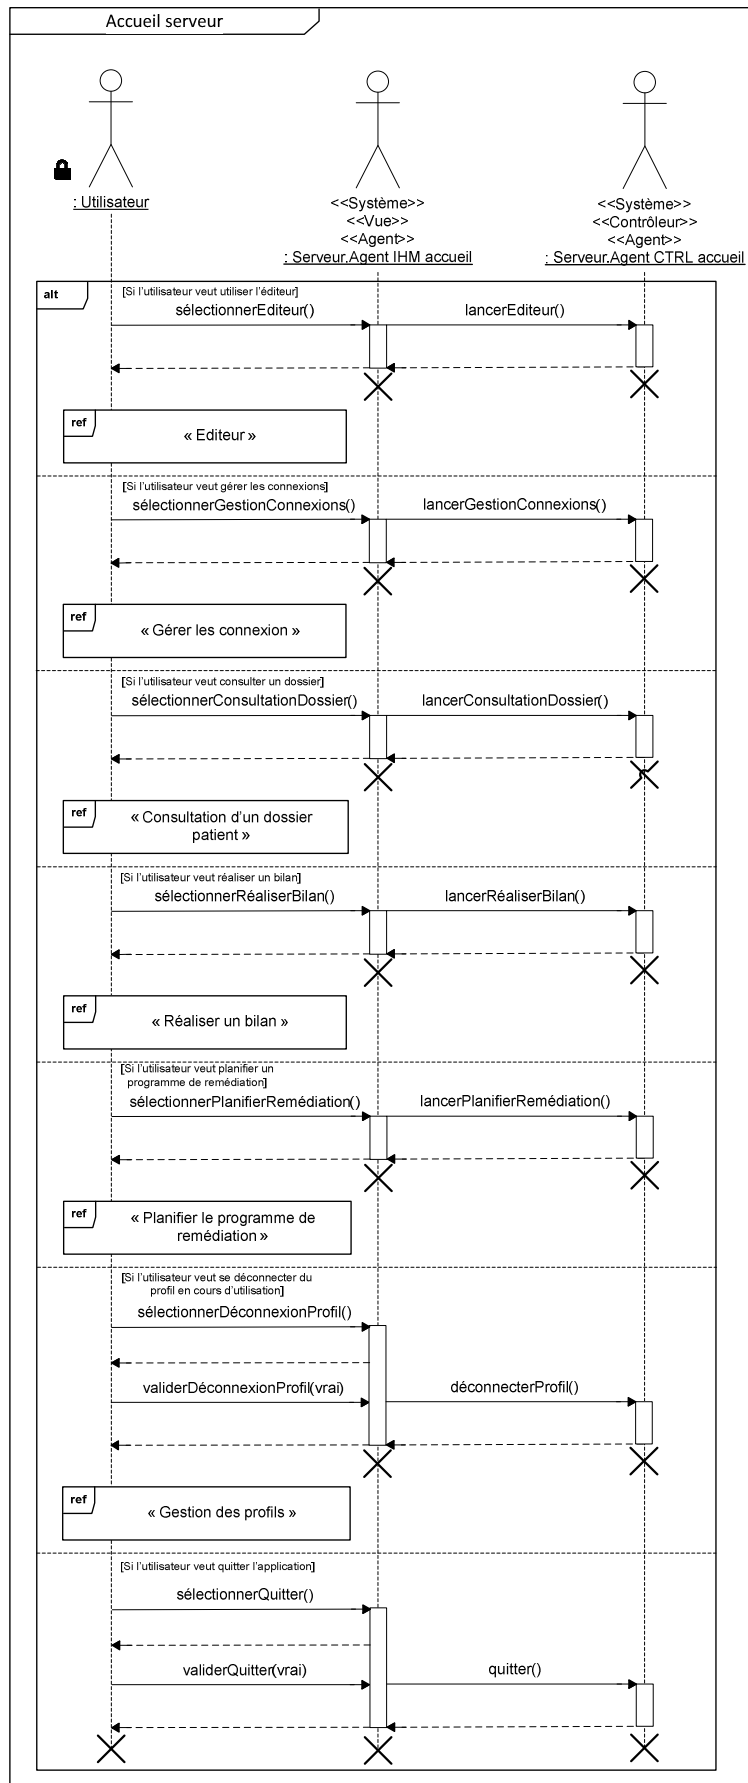 Accueil serveur
: Utilisateur
<<Système>>
<<Vue>>
<<Agent>>
: Serveur.Agent IHM accueil
<<Système>>
<<Contrôleur>>
<<Agent>>
: Serveur.Agent CTRL accueil
alt
[Si l'utilisateur veut utiliser l'éditeur]
sélectionnerEditeur()
lancerEditeur()
ref
« Editeur »
[Si l'utilisateur veut gérer les connexions]
sélectionnerGestionConnexions()
lancerGestionConnexions()
ref
« Gérer les connexion »
[Si l'utilisateur veut consulter un dossier]
sélectionnerConsultationDossier()
lancerConsultationDossier()
ref
« Consultation d'un dossier
patient »
[Si l'utilisateur veut réaliser un bilan]
sélectionnerRéaliserBilan()
lancerRéaliserBilan()
ref
« Réaliser un bilan »
[Si l'utilisateur veut planifier un
programme de remédiation]
sélectionnerPlanifierRemédiation()
lancerPlanifierRemédiation()
ref
« Planifier le programme de
remédiation »
[Si l'utilisateur veut se déconnecter du
profil en cours d'utilisation]
sélectionnerDéconnexionProfil()
validerDéconnexionProfil(vrai)
déconnecterProfil()
ref
« Gestion des profils »
[Si l'utilisateur veut quitter l'application]
sélectionnerQuitter()
validerQuitter(vrai)
quitter()